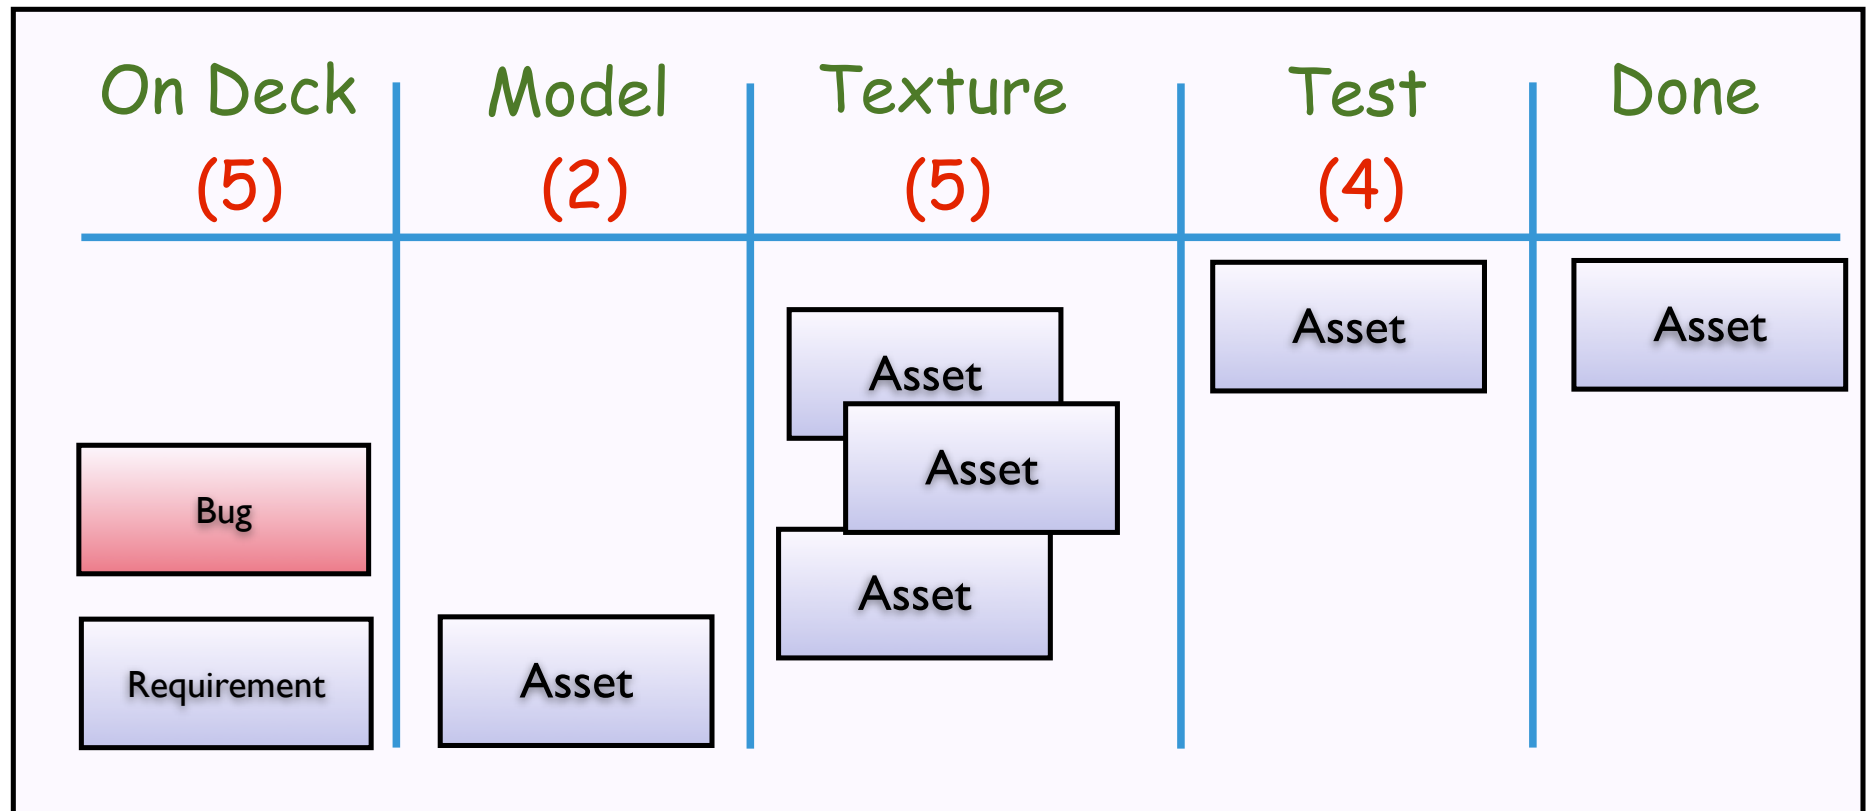 On Deck Model Texture Test Done
(5) (2) (5) (4)
Asset Asset
Asset
Asset
Bug
Asset
Requirement Asset